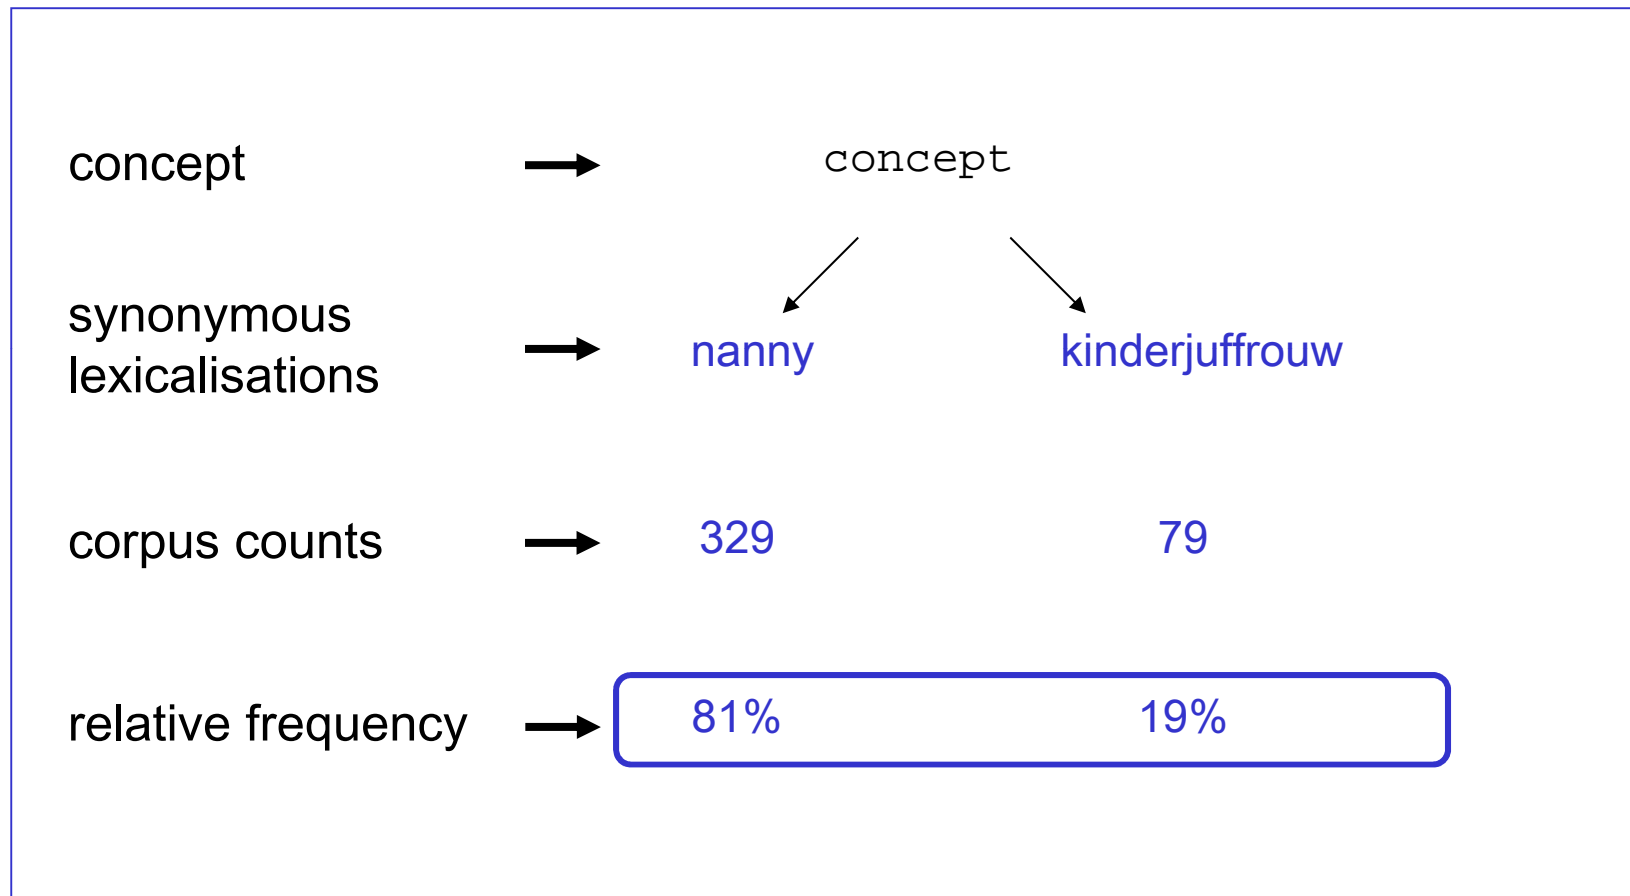 concept
concept
synonymous
lexicalisations
nanny
kinderjuffrouw
corpus counts
329
79
relative frequency
81%
19%